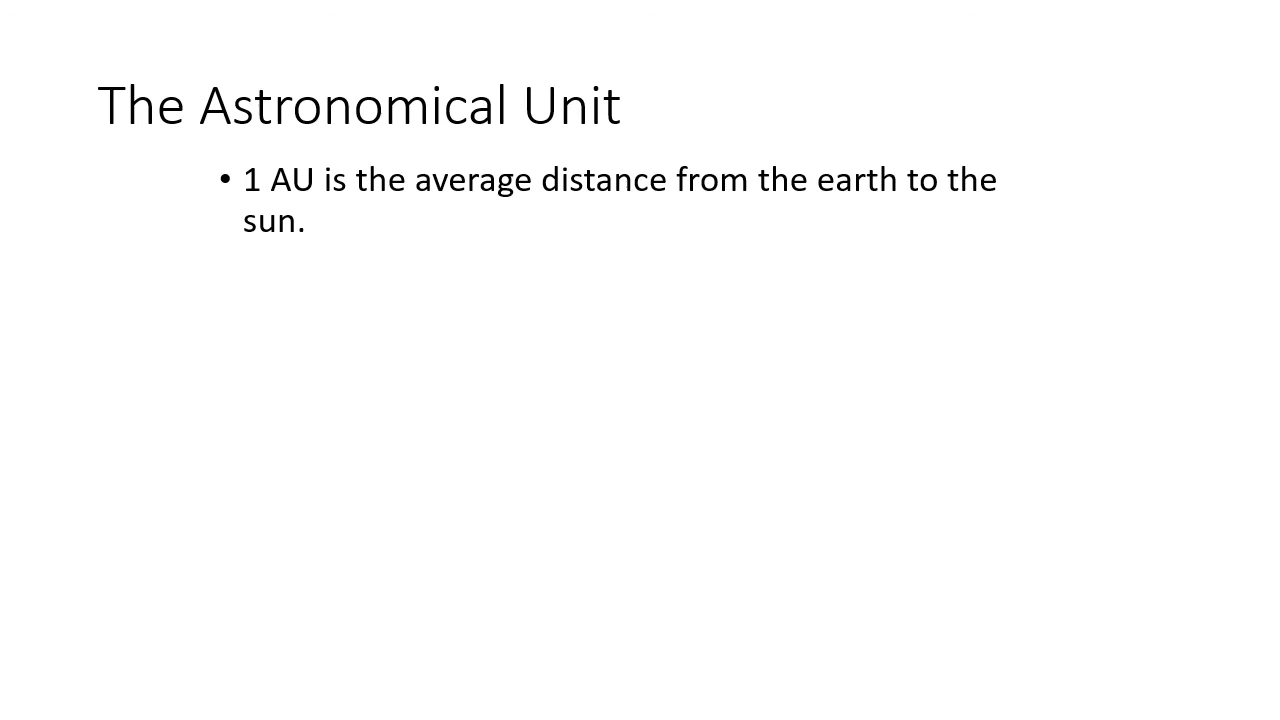 The Astronomical Unit
• 1 AU is the average distance from the earth to the
sun.